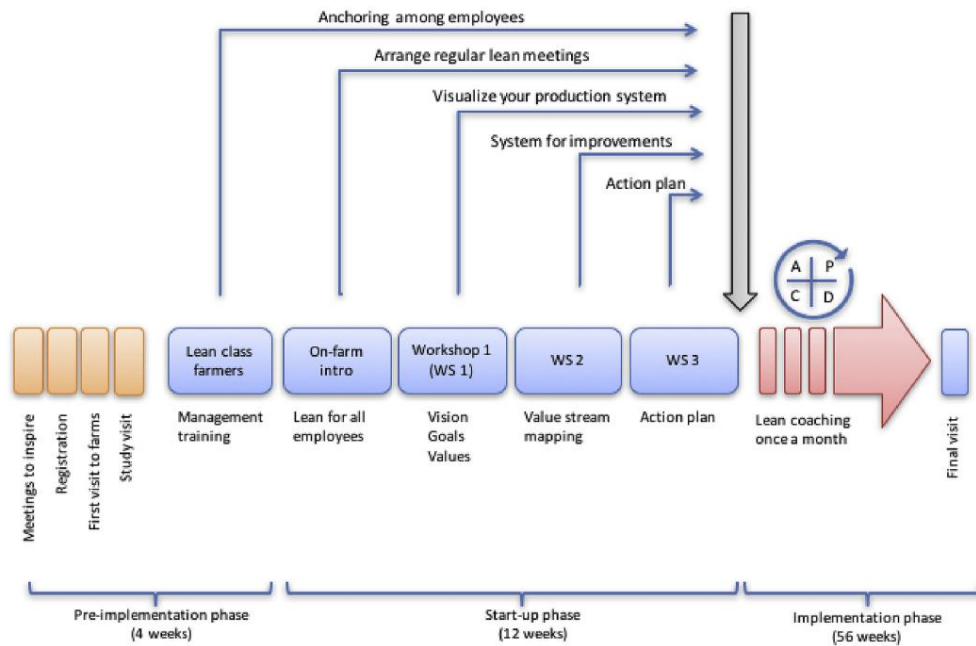 Anchoring among employees
Arrange regular lean meetings
Visualize your production system
System for improvements
Action plan
A P
C D
Lean class
farmers
On-farm
intro
Workshop 1
(WS 1)
WS 2
WS 3
Meetings to inspire
Registration
First visit to farms
Study visit
Management
training
Lean for all
employees
Vision
Goals
Values
Value stream
mapping
Action plan
Lean coaching
once a month
Final visit
Pre-implementation phase
(4 weeks)
Start-up phase
(12 weeks)
Implementation phase
(56 weeks)